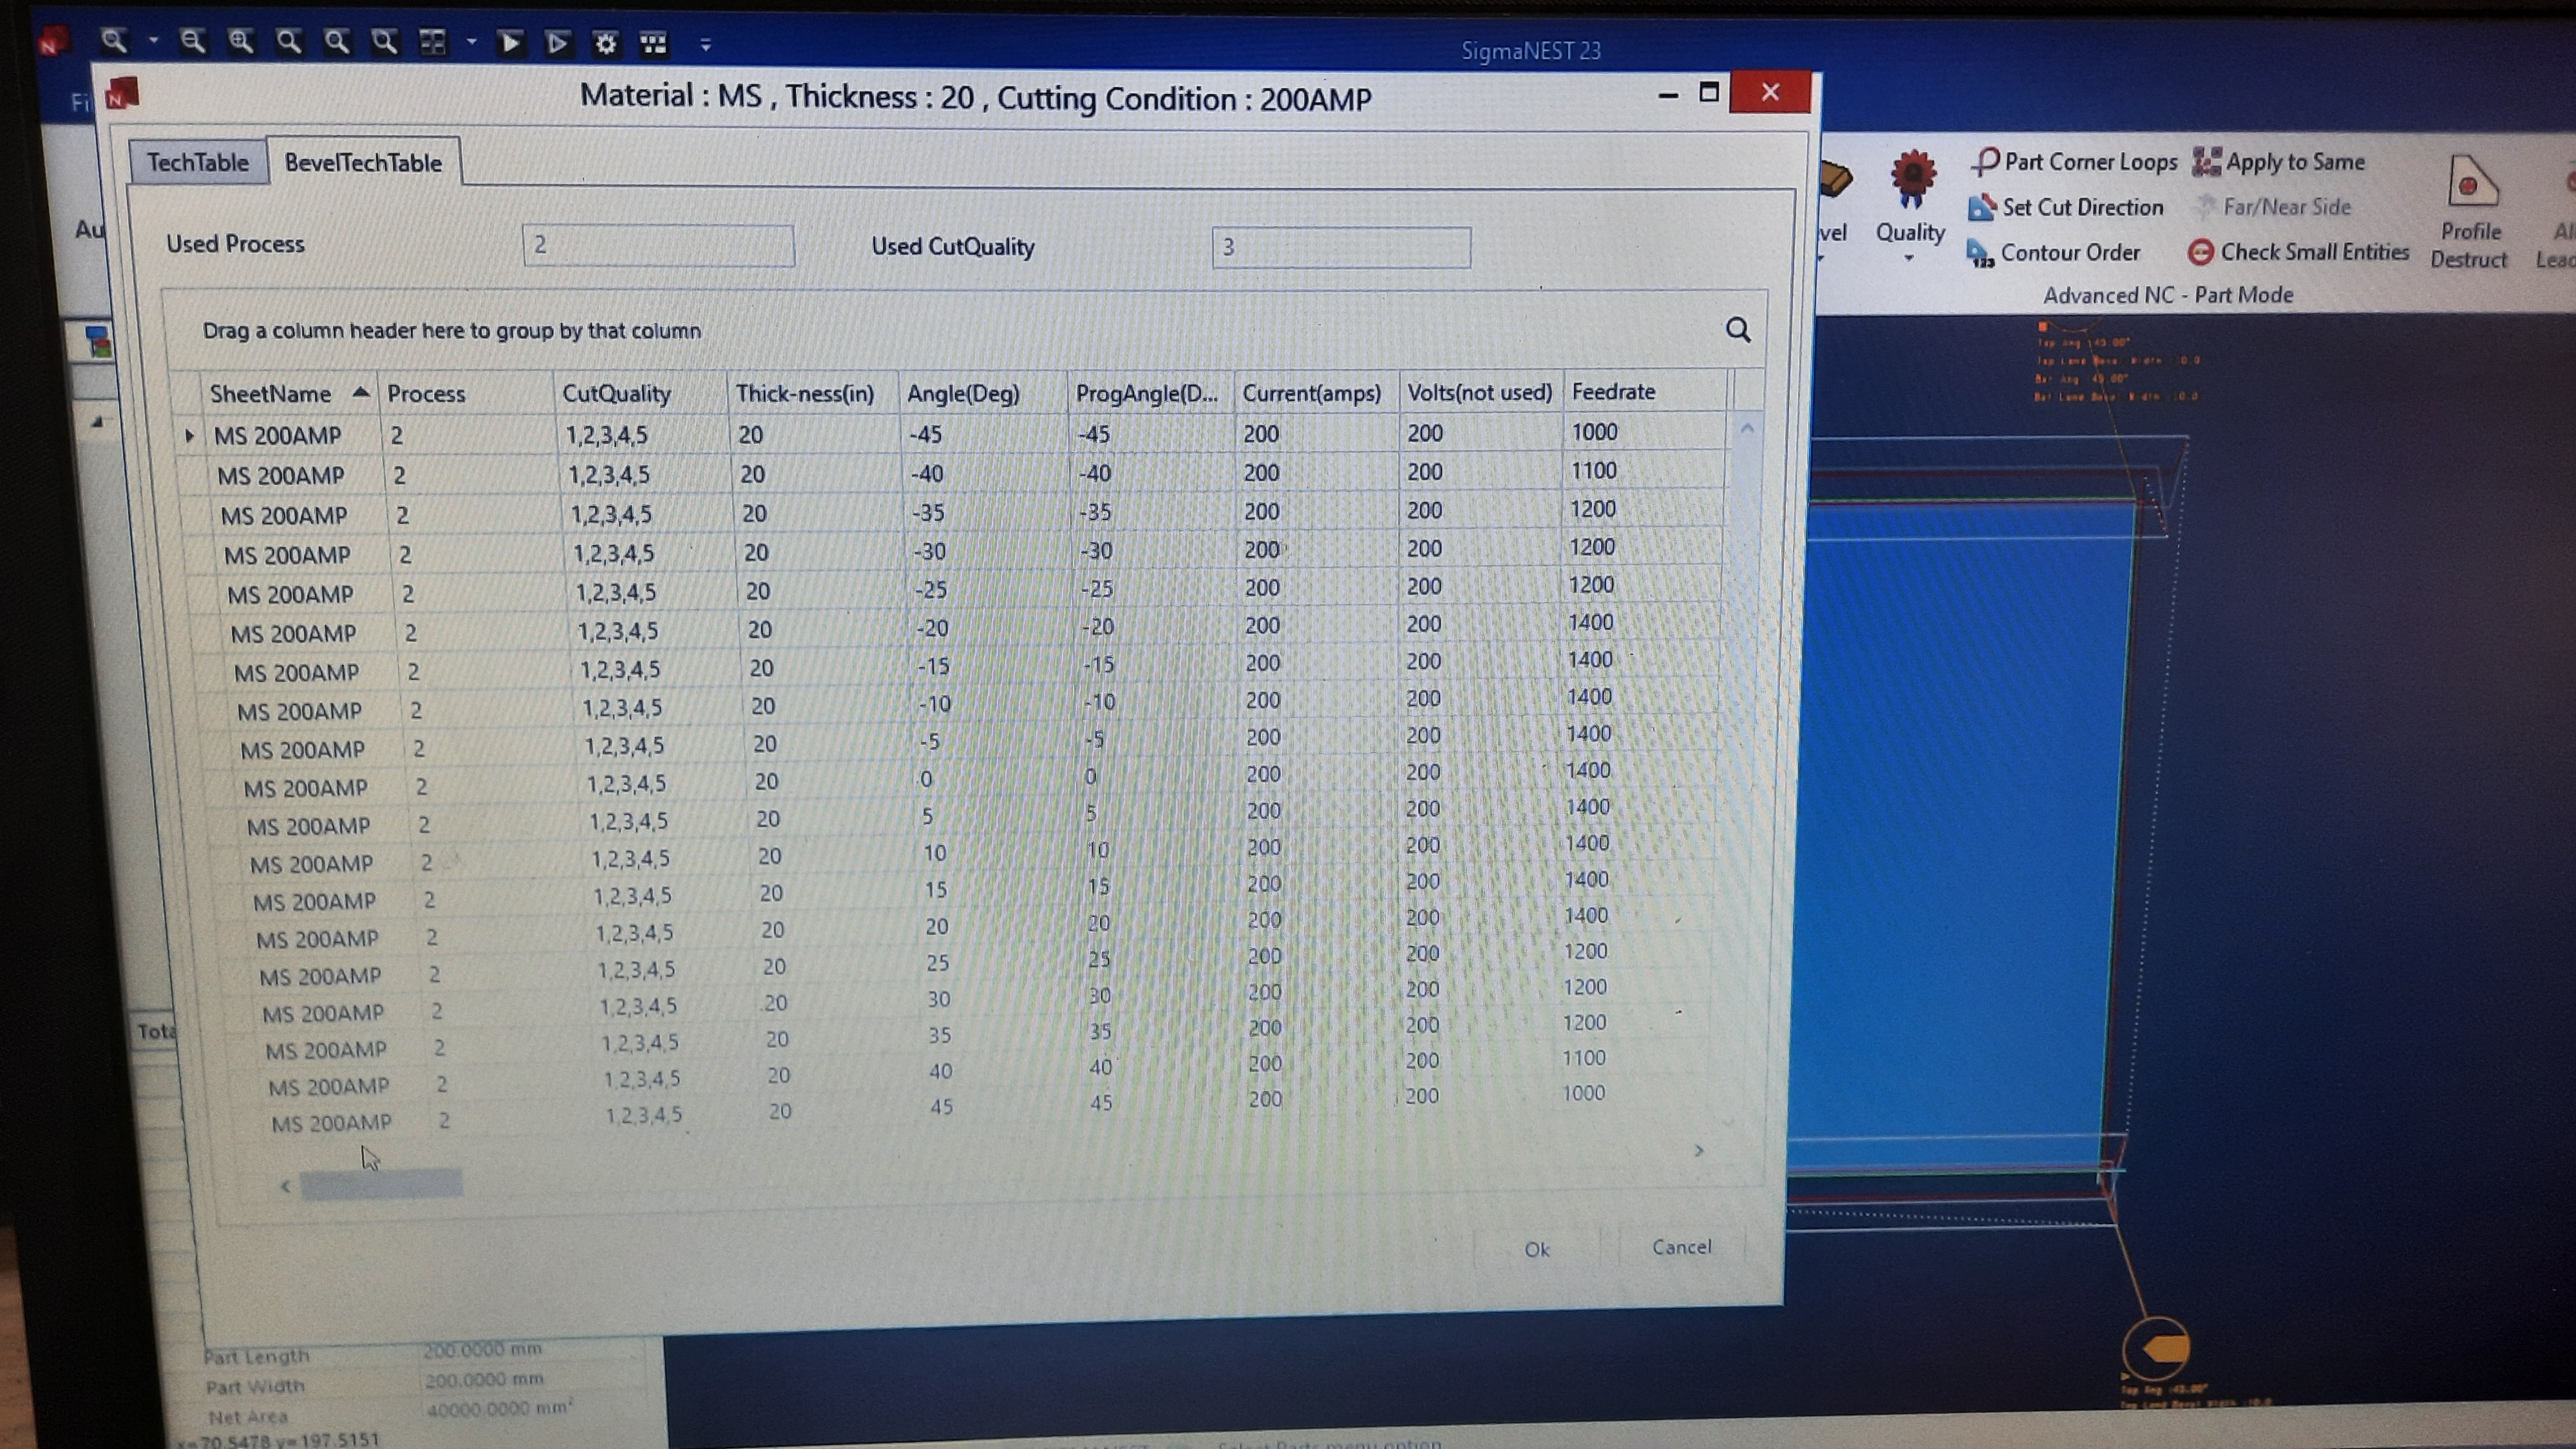 SigmaNEST 23
Fi
Material : MS , Thickness : 20 , Cutting Condition : 200AMP
TechTable BevelTechTable
Au
Used Process 2 Used CutQuality 3
Drag a column header here to group by that column
SheetName Process CutQuality Thick-ness(in) Angle(Deg) ProgAngle(D... Current(amps) Volts(not used) Feedrate
MS 200AMP 2 1,2,3,4,5 20 -45 -45 200 200 1000
MS 200AMP 2 1,2,3,4,5 20 -40 -40 200 200 1100
MS 200AMP 2 1,2,3,4,5 20 -35 -35 200 200 1200
MS 200AMP 2 1,2,3,4,5 20 -30 -30 200 200 1200
MS 200AMP 2 1,2,3,4,5 20 -25 -25 200 200 1200
MS 200AMP 2 1,2,3,4,5 20 -20 -20 200 200 1400
MS 200AMP 2 1,2,3,4,5 20 -15 -15 200 200 1400
MS 200AMP 2 1,2,3,4,5 20 -10 -10 200 200 1400
MS 200AMP 2 1,2,3,4,5 20 -5 -5 200 200 1400
MS 200AMP 2 1,2,3,4,5 20 0 0 200 200 1400
MS 200AMP 2 1,2,3,4,5 20 5 5 200 200 1400
MS 200AMP 2 1,2,3,4,5 20 10 10 200 200 1400
MS 200AMP 2 1,2,3,4,5 20 15 15 200 200 1400
MS 200AMP 2 1,2,3,4,5 20 20 20 200 200 1400
MS 200AMP 2 1,2,3,4,5 20 25 25 200 200 1200
MS 200AMP 2 1,2,3,4,5 20 30 30 200 200 1200
MS 200AMP 2 1,2,3,4,5 20 35 35 200 200 1200
MS 200AMP 2 1,2,3,4,5 20 40 40 200 200 1100
MS 200AMP 2 1,2,3,4,5 20 45 45 200 200 1000
Ok Cancel
Part Corner Loops Apply to Same
Set Cut Direction Far/Near Side
Contour Order Check Small Entities
vel Quality
Profile
Destruct
Al
Lead
Advanced NC - Part Mode
Tota
Part Length 200.0000 mm
Part Width 200.0000 mm
Net Area 40000.0000 mm²
x=70.5478 y=197.5151
Select Parts menu option